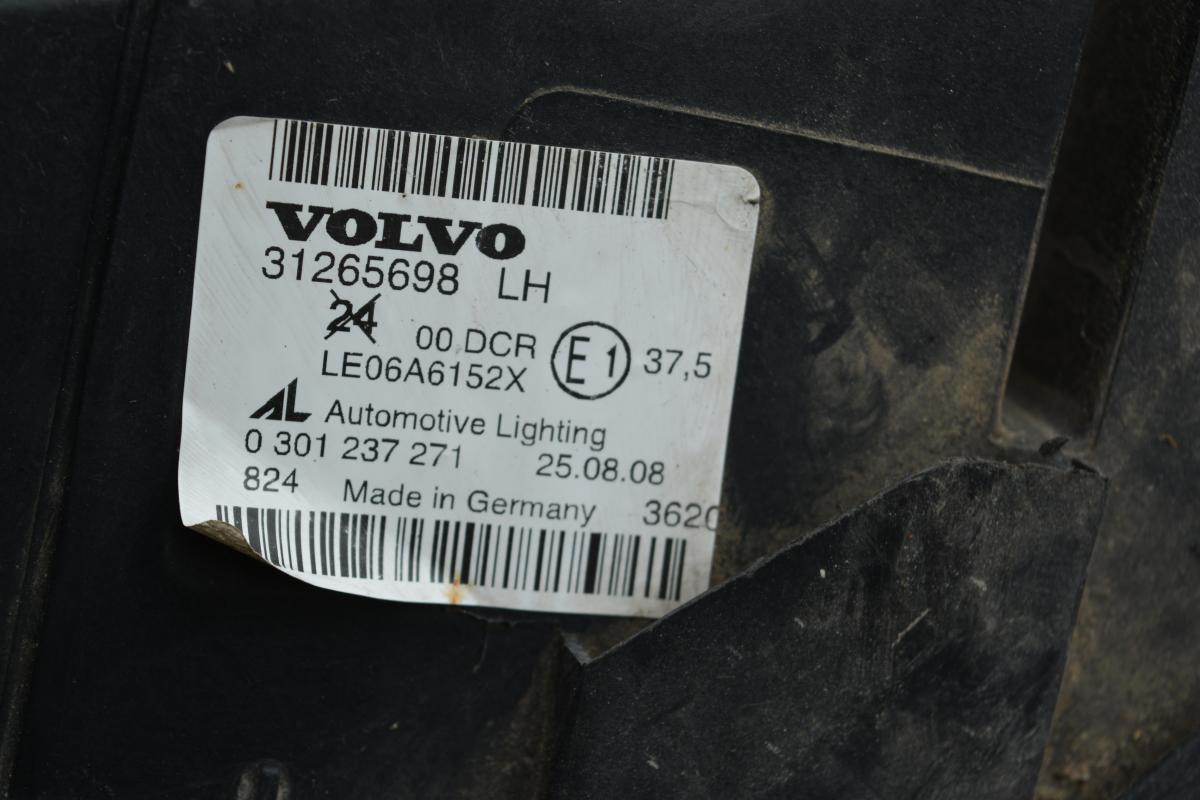 VOLVO
31265698 LH
24 00 DCR E1 37,5
LE06A6152X
AL Automotive Lighting
0 301 237 271 25.08.08
824 Made in Germany 3620